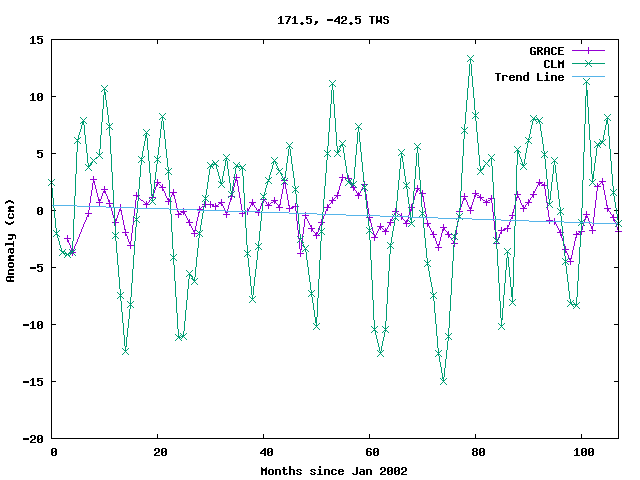 171.5, -42.5 TWS
GRACE
CLM
Trend Line
15
10
5
0
-5
-10
-15
-20
Anomaly (cm)
0 20 40 60 80 100
Months since Jan 2002